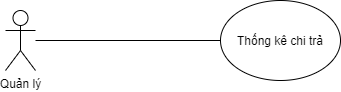 Thống kê chi trả
Quản lý